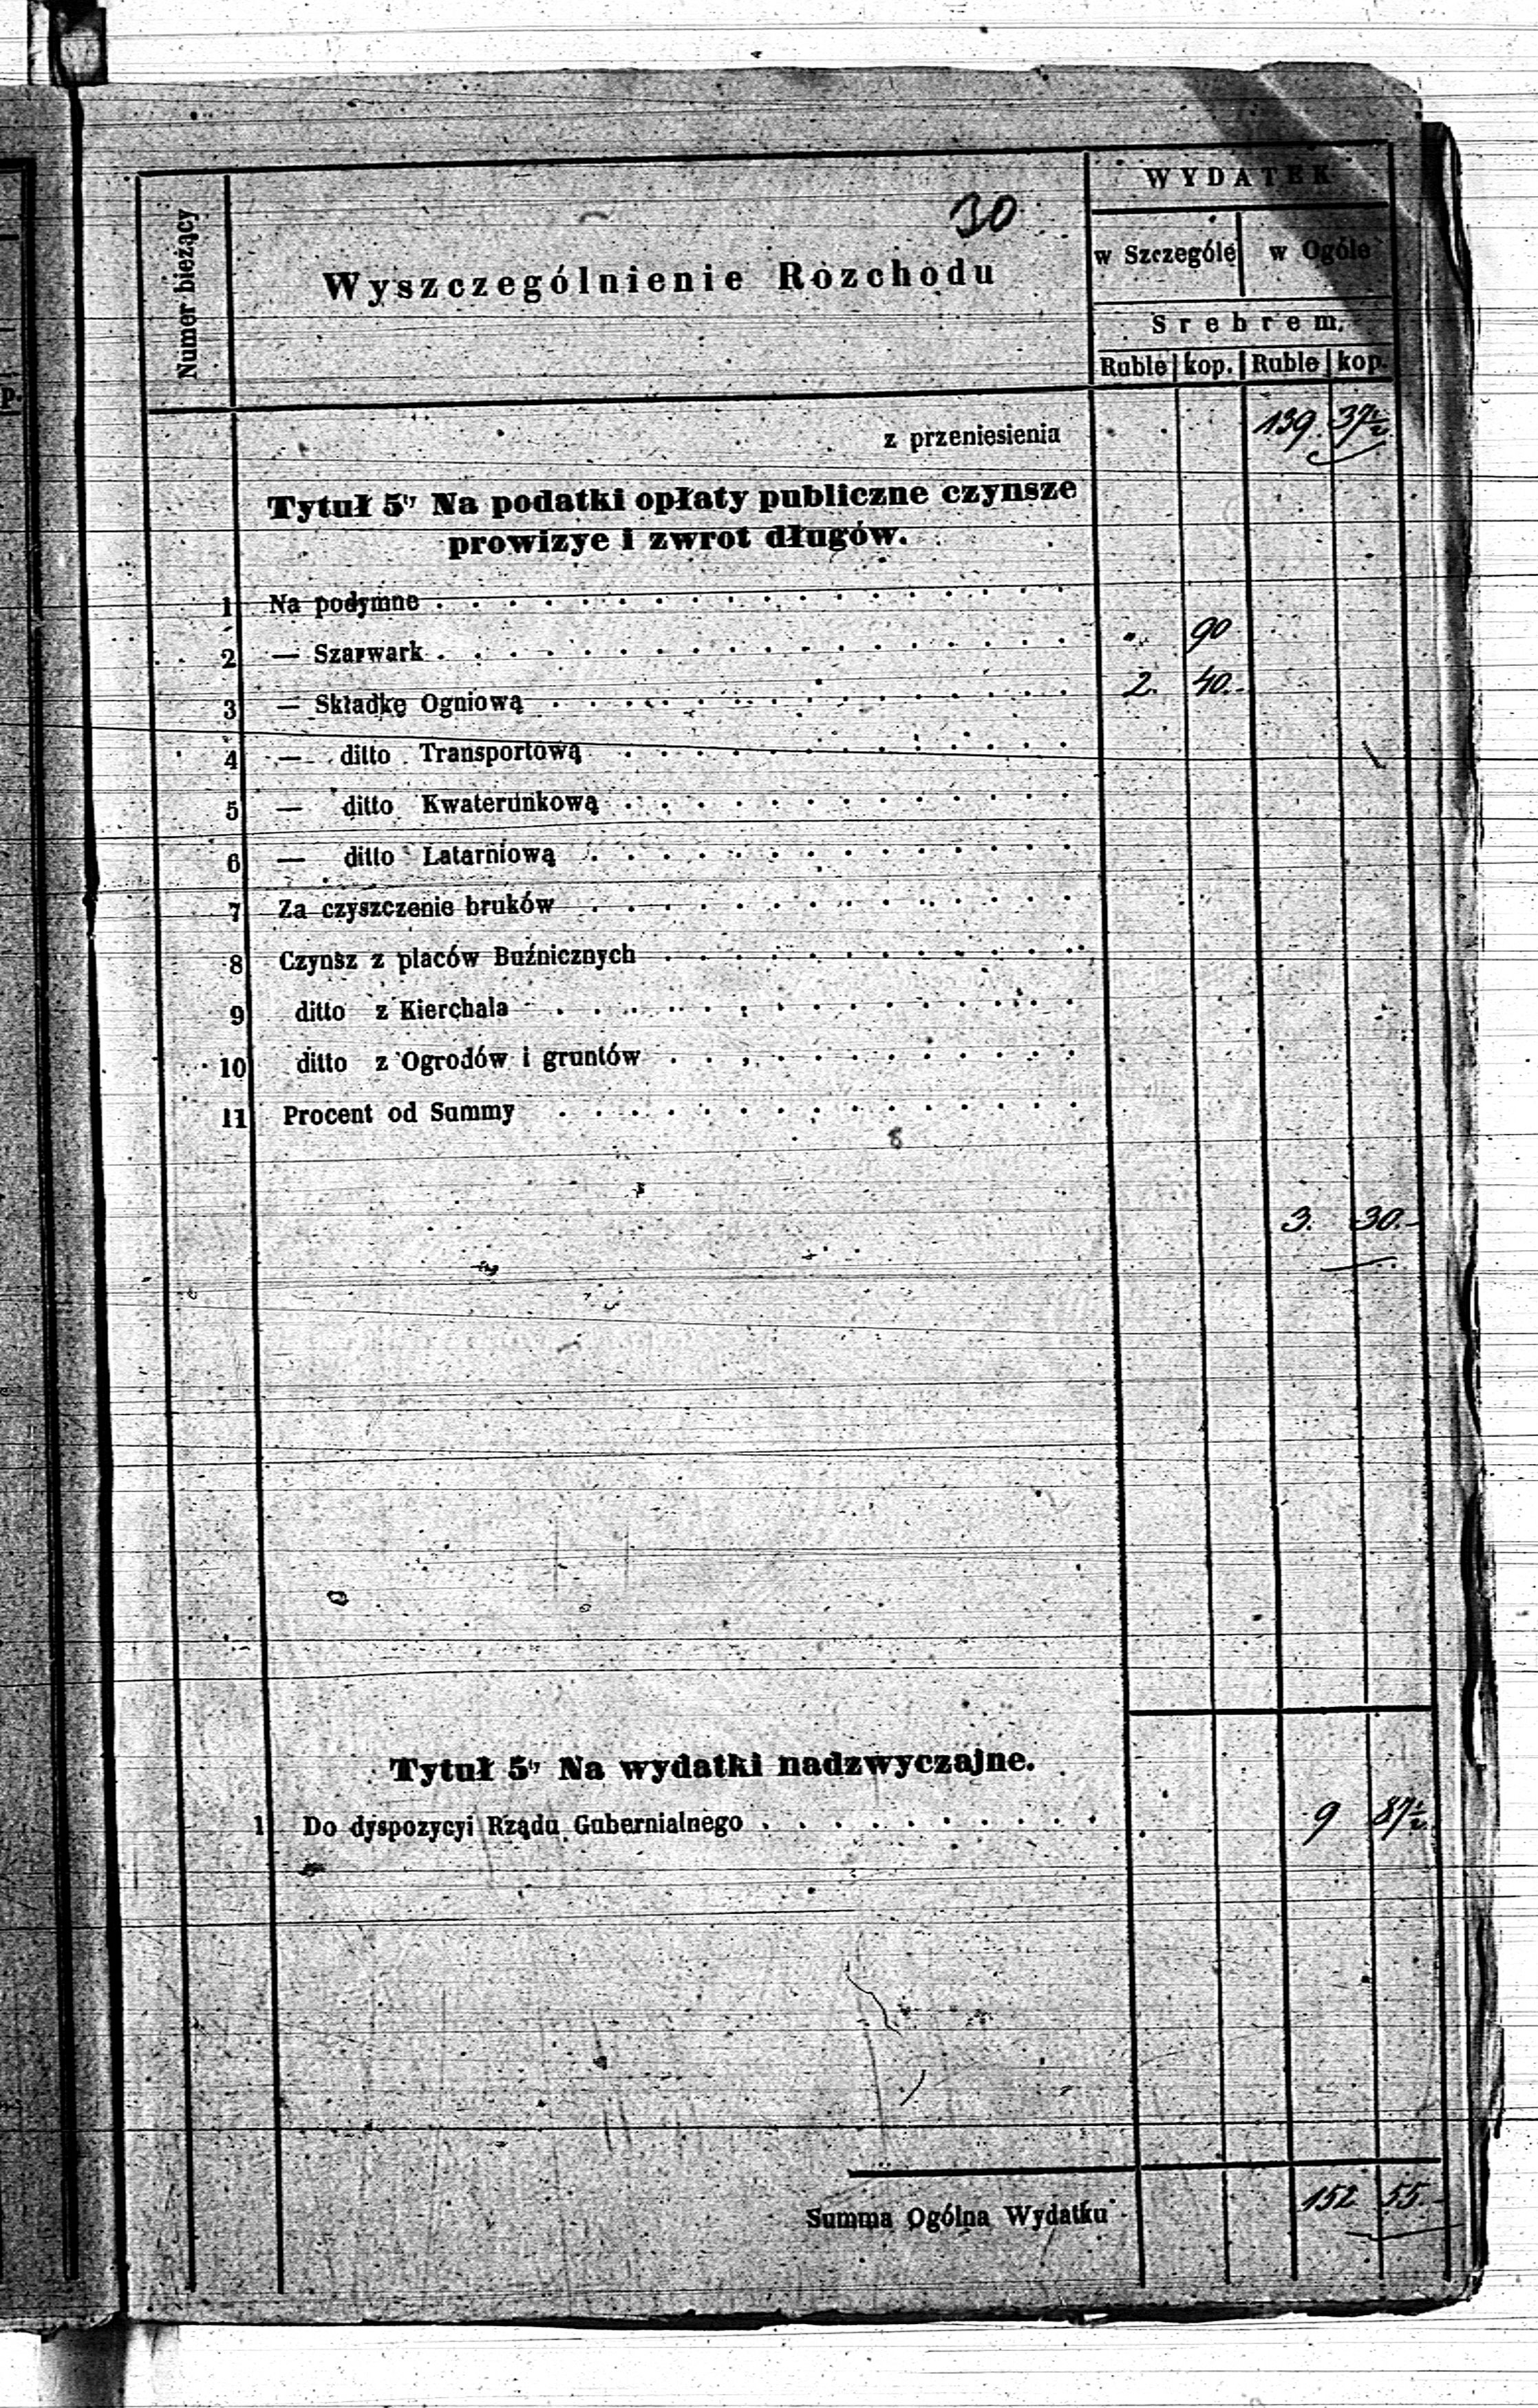 30
WYDATEK
Numer bieżący
Wyszczególnienie Rozchodu
w Szczególe w Ogóle
Srebrem.
Ruble kop. Ruble kop.
z przeniesienia 139. 37½
Tytuł 5ty Na podatki opłaty publiczne czynsze
prowizye i zwrot długów.
1 Na podymne
2 — Szarwark 90
3 — Składkę Ogniową 2. 40.
4 — ditto Transportową
5 — ditto Kwaterunkową
6 — ditto Latarniową
7 Za czyszczenie bruków
8 Czynsz z placów Buźnicznych
9 ditto z Kierchala
10 ditto z Ogrodów i gruntów
11 Procent od Summy
3. 30.
Tytuł 5ty Na wydatki nadzwyczajne.
1 Do dyspozycyi Rządu Gubernialnego 9 87½
Summa Ogólna Wydatku 152 55.